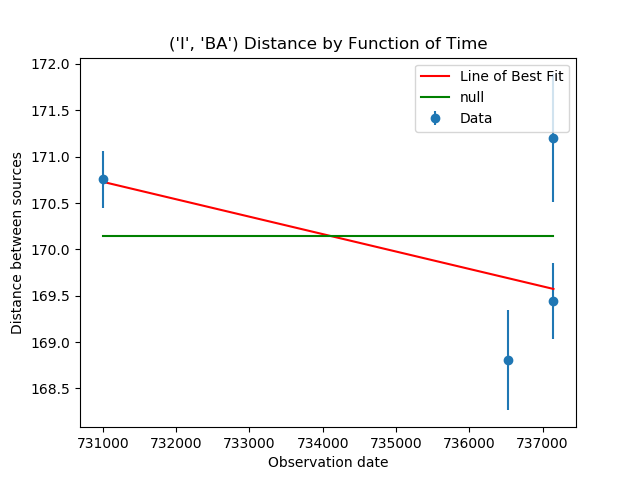 ('I', 'BA') Distance by Function of Time
172.0
171.5
171.0
170.5
170.0
169.5
169.0
168.5
Distance between sources
Line of Best Fit
null
Data
731000 732000 733000 734000 735000 736000 737000
Observation date